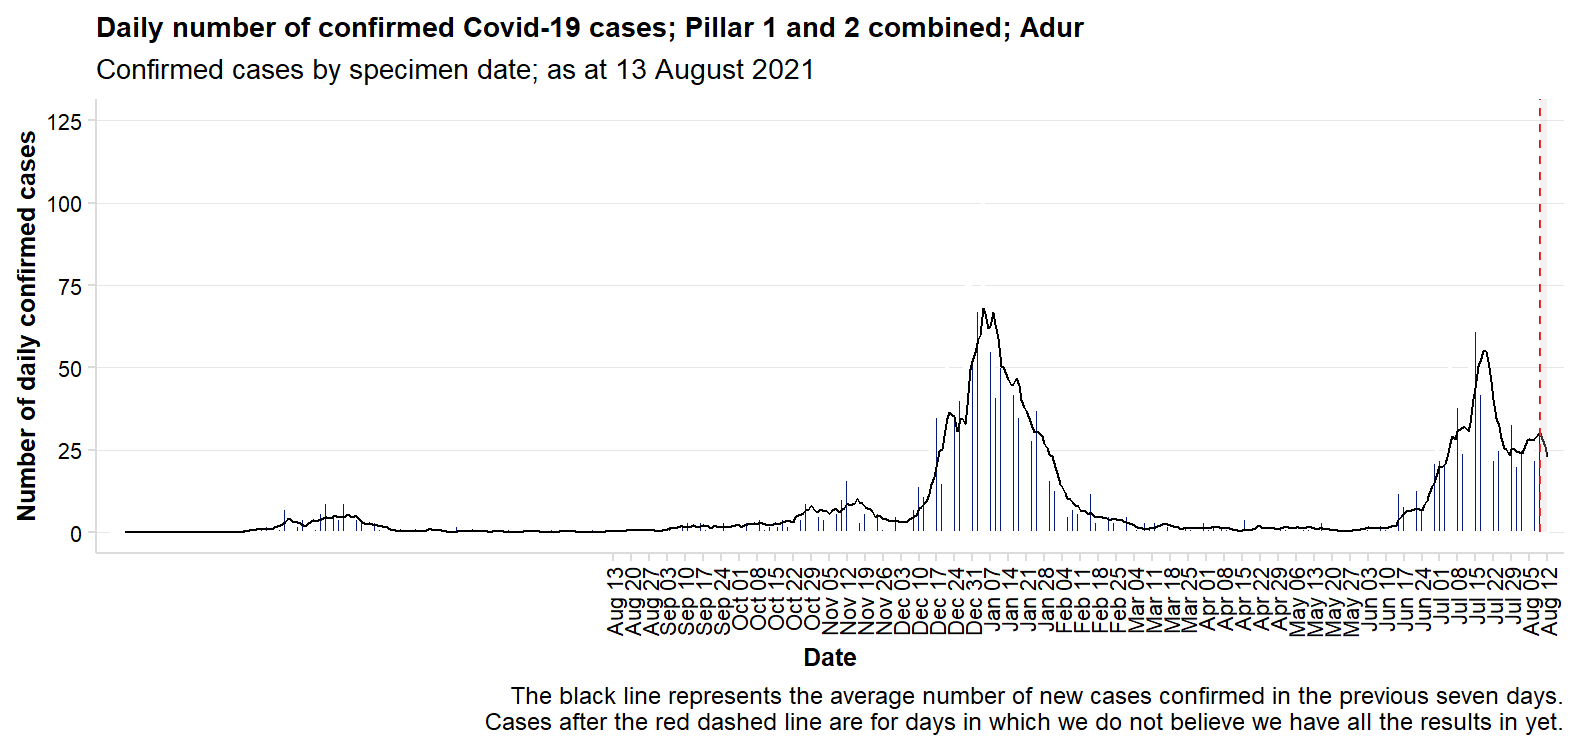 Daily number of confirmed Covid-19 cases; Pillar 1 and 2 combined; Adur
Confirmed cases by specimen date; as at 13 August 2021
Number of daily confirmed cases
125
100
75
50
25
0
Aug 13
Aug 20
Aug 27
Sep 03
Sep 10
Sep 17
Sep 24
Oct 01
Oct 08
Oct 15
Oct 22
Oct 29
Nov 05
Nov 12
Nov 19
Nov 26
Dec 03
Dec 10
Dec 17
Dec 24
Dec 31
Jan 07
Jan 14
Jan 21
Jan 28
Feb 04
Feb 11
Feb 18
Feb 25
Mar 04
Mar 11
Mar 18
Mar 25
Apr 01
Apr 08
Apr 15
Apr 22
Apr 29
May 06
May 13
May 20
May 27
Jun 03
Jun 10
Jun 17
Jun 24
Jul 01
Jul 08
Jul 15
Jul 22
Jul 29
Aug 05
Aug 12
Date
The black line represents the average number of new cases confirmed in the previous seven days.
Cases after the red dashed line are for days in which we do not believe we have all the results in yet.